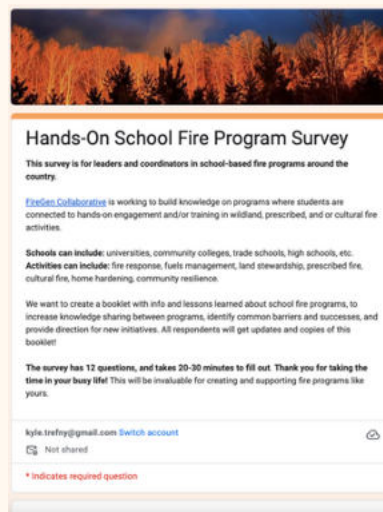 Hands-On School Fire Program Survey
This survey is for leaders and coordinators in school-based fire programs around the
country.
FireGen Collaborative is working to build knowledge on programs where students are
connected to hands-on engagement and/or training in wildland, prescribed, and or cultural fire
activities.
Schools can include: universities, community colleges, trade schools, high schools, etc.
Activities can include: fire response, fuels management, land stewardship, prescribed fire,
cultural fire, home hardening, community resilience.
We want to create a booklet with info and lessons learned about school fire programs, to
increase knowledge sharing between programs, identify common barriers and successes, and
provide direction for new initiatives. All respondents will get updates and copies of this
booklet!
The survey has 12 questions, and takes 20-30 minutes to fill out. Thank you for taking the
time in your busy life! This will be invaluable for creating and supporting fire programs like
yours.
kyle.trefny@gmail.com Switch account
Not shared
* Indicates required question